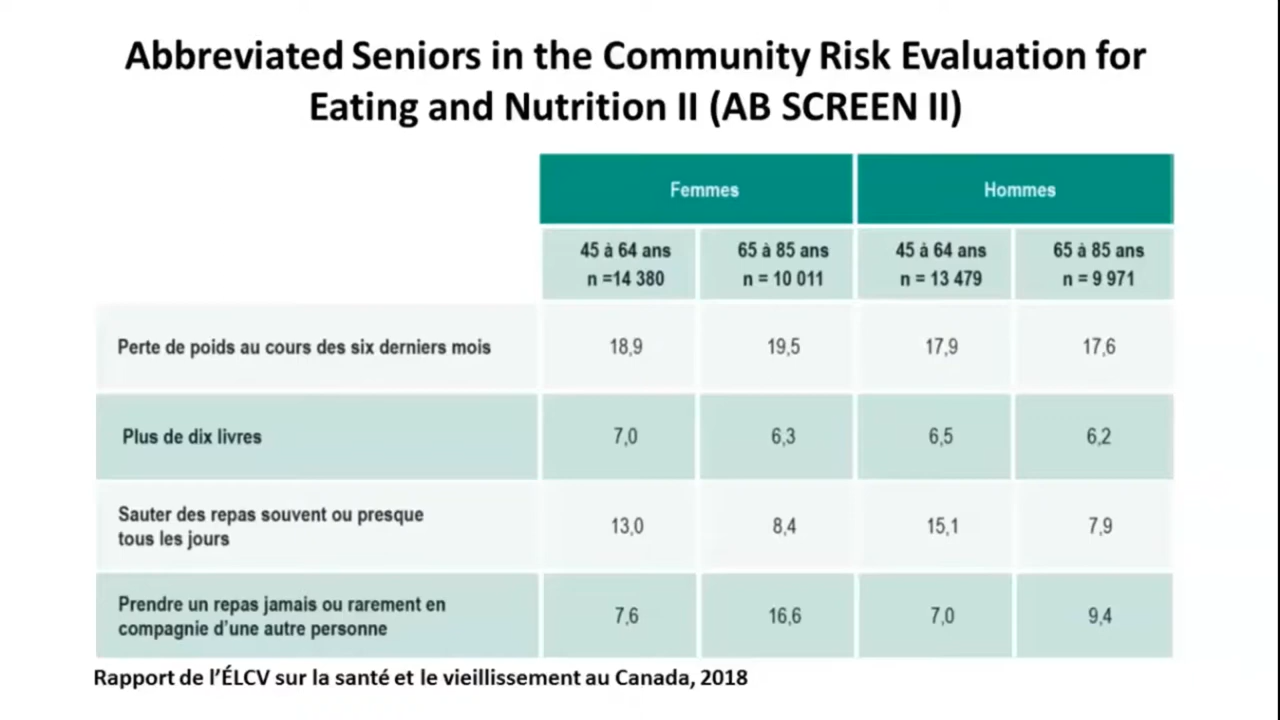 Abbreviated Seniors in the Community Risk Evaluation for
Eating and Nutrition II (AB SCREEN II)
Femmes Hommes
45 à 64 ans 65 à 85 ans 45 à 64 ans 65 à 85 ans
n =14 380 n = 10 011 n = 13 479 n = 9 971
Perte de poids au cours des six derniers mois 18,9 19,5 17,9 17,6
Plus de dix livres 7,0 6,3 6,5 6,2
Sauter des repas souvent ou presque
tous les jours 13,0 8,4 15,1 7,9
Prendre un repas jamais ou rarement en
compagnie d'une autre personne 7,6 16,6 7,0 9,4
Rapport de l'ÉLCV sur la santé et le vieillissement au Canada, 2018